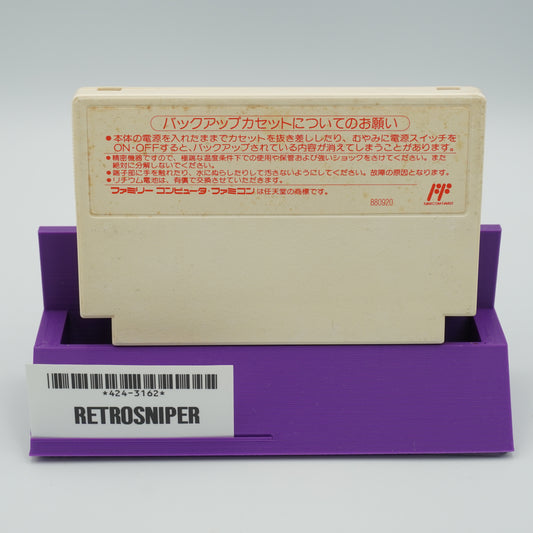 バックアップカセットについてのお願い
●本体の電源を入れたままでカセットを抜き差ししたり、むやみに電源スイッチを
ON・OFFすると、バックアップされている内容が消えてしまうことがあります。
●精密機器ですので、極端な温度条件下での使用や保管および強いショックをさけてください。また
絶対に分解しないでください。
●端子部に手を触れたり、水にぬらしたりして汚さないようにしてください。故障の原因となります。
●リチウム電池は、有償で交換させていただきます。
ファミリー コンピュータ・ファミコンは任天堂の商標です。
880920
*424-3162*
RETROSNIPER